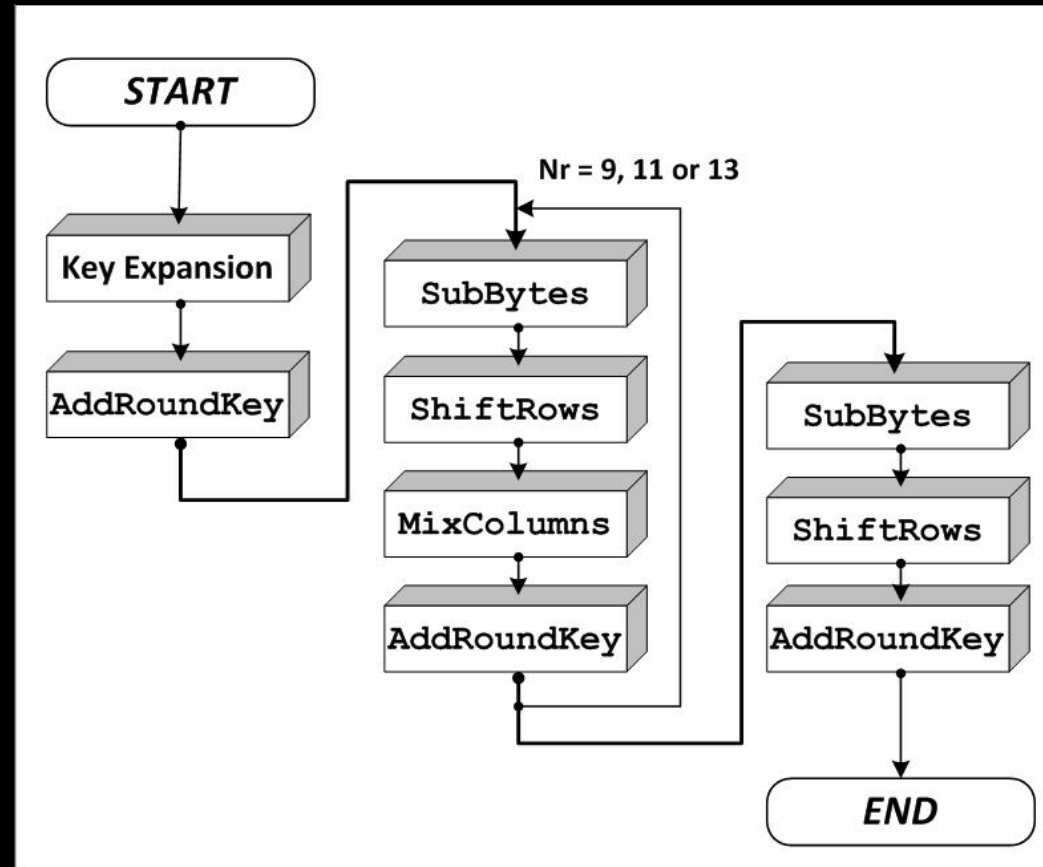 START
Key Expansion
AddRoundKey
Nr = 9, 11 or 13
SubBytes
ShiftRows
MixColumns
AddRoundKey
SubBytes
ShiftRows
AddRoundKey
END